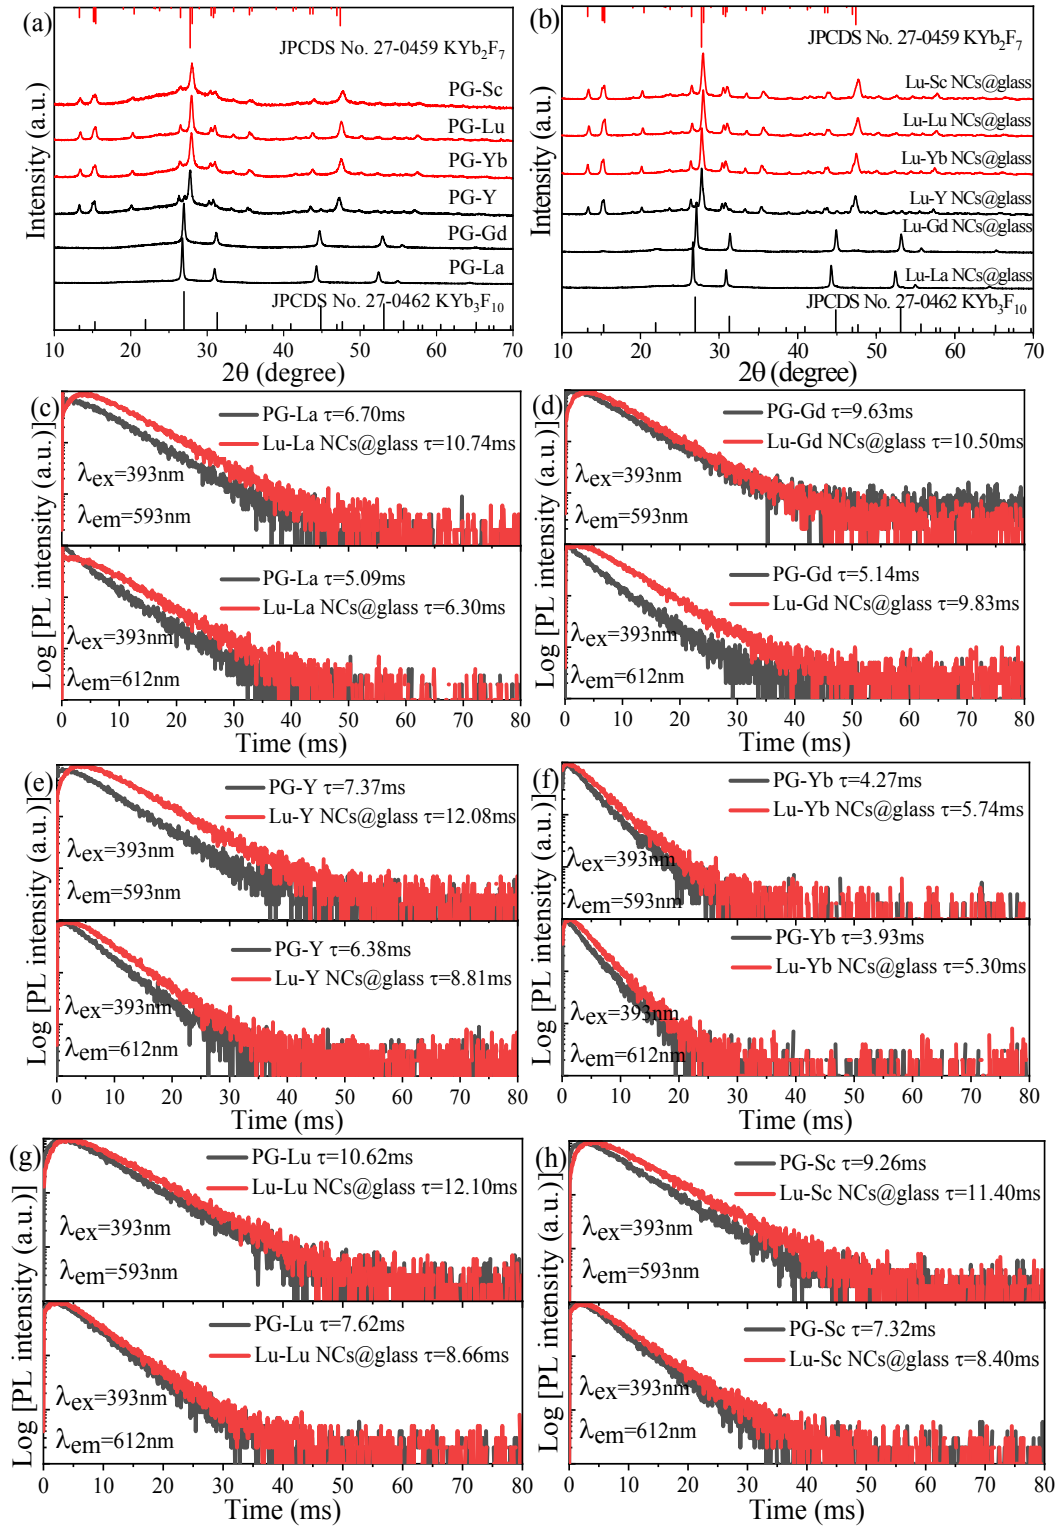 (a)
JPCDS No. 27-0459 KYb₂F₇
PG-Sc
PG-Lu
PG-Yb
PG-Y
PG-Gd
PG-La
JPCDS No. 27-0462 KYb₃F₁₀
Intensity (a.u.)
10 20 30 40 50 60 70
2θ (degree)
(b)
JPCDS No. 27-0459 KYb₂F₇
Lu-Sc NCs@glass
Lu-Lu NCs@glass
Lu-Yb NCs@glass
Lu-Y NCs@glass
Lu-Gd NCs@glass
Lu-La NCs@glass
JPCDS No. 27-0462 KYb₃F₁₀
Intensity (a.u.)
10 20 30 40 50 60 70
2θ (degree)
(c)
PG-La τ=6.70ms
Lu-La NCs@glass τ=10.74ms
λex=393nm
λem=593nm
PG-La τ=5.09ms
Lu-La NCs@glass τ=6.30ms
λex=393nm
λem=612nm
Log [PL intensity (a.u.)]
0 10 20 30 40 50 60 70 80
Time (ms)
(d)
PG-Gd τ=9.63ms
Lu-Gd NCs@glass τ=10.50ms
λex=393nm
λem=593nm
PG-Gd τ=5.14ms
Lu-Gd NCs@glass τ=9.83ms
λex=393nm
λem=612nm
Log [PL intensity (a.u.)]
0 10 20 30 40 50 60 70 80
Time (ms)
(e)
PG-Y τ=7.37ms
Lu-Y NCs@glass τ=12.08ms
λex=393nm
λem=593nm
PG-Y τ=6.38ms
Lu-Y NCs@glass τ=8.81ms
λex=393nm
λem=612nm
Log [PL intensity (a.u.)]
0 10 20 30 40 50 60 70 80
Time (ms)
(f)
PG-Yb τ=4.27ms
Lu-Yb NCs@glass τ=5.74ms
λex=393nm
λem=593nm
PG-Yb τ=3.93ms
Lu-Yb NCs@glass τ=5.30ms
λex=393nm
λem=612nm
Log [PL intensity (a.u.)]
0 10 20 30 40 50 60 70 80
Time (ms)
(g)
PG-Lu τ=10.62ms
Lu-Lu NCs@glass τ=12.10ms
λex=393nm
λem=593nm
PG-Lu τ=7.62ms
Lu-Lu NCs@glass τ=8.66ms
λex=393nm
λem=612nm
Log [PL intensity (a.u.)]
0 10 20 30 40 50 60 70 80
Time (ms)
(h)
PG-Sc τ=9.26ms
Lu-Sc NCs@glass τ=11.40ms
λex=393nm
λem=593nm
PG-Sc τ=7.32ms
Lu-Sc NCs@glass τ=8.40ms
λex=393nm
λem=612nm
Log [PL intensity (a.u.)]
0 10 20 30 40 50 60 70 80
Time (ms)